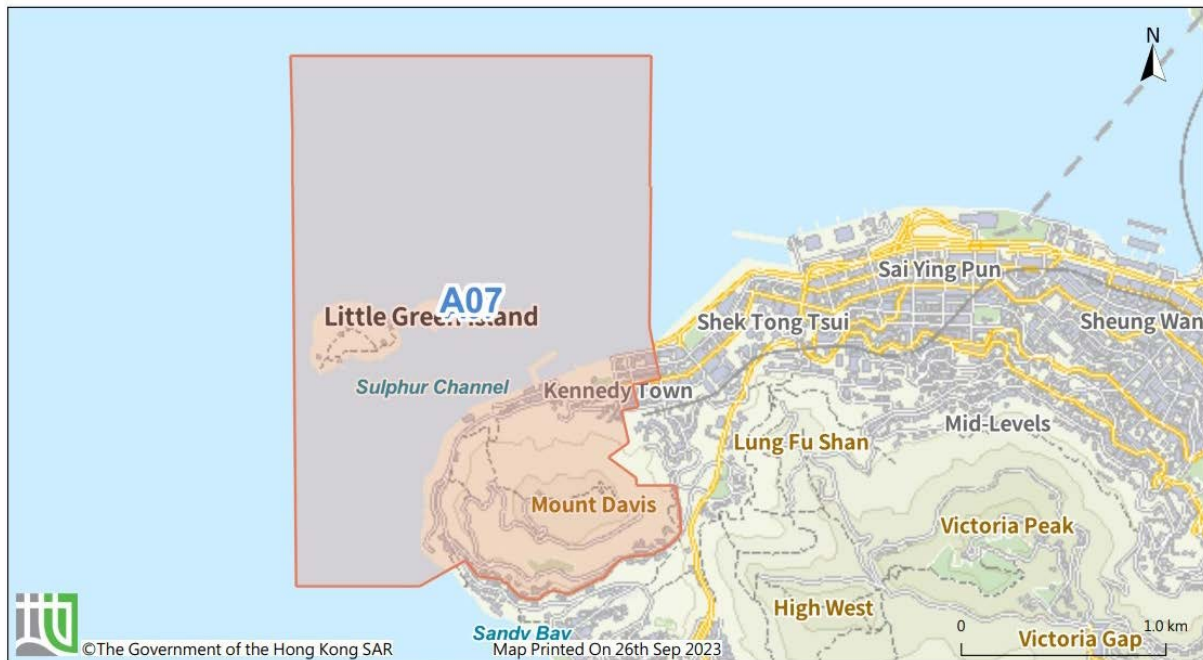 N
Sai Ying Pun
A07
Little Green Island
Shek Tong Tsui
Sheung Wan
Sulphur Channel
Kennedy Town
Mid-Levels
Lung Fu Shan
Mount Davis
Victoria Peak
High West
Sandy Bay
0 1.0 km
Victoria Gap
©The Government of the Hong Kong SAR
Map Printed On 26th Sep 2023